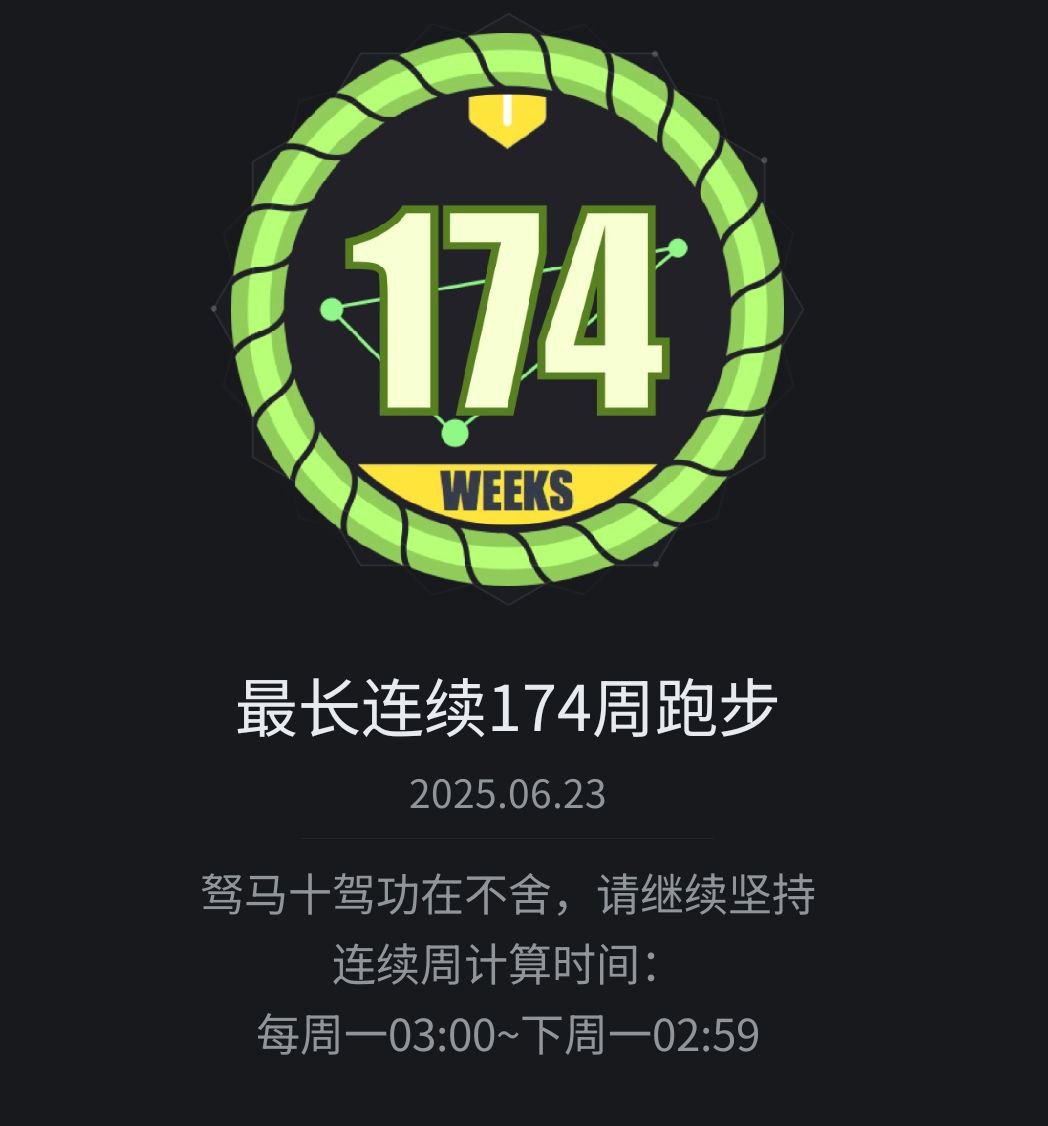 174
WEEKS
最长连续174周跑步
2025.06.23
驽马十驾功在不舍，请继续坚持
连续周计算时间：
每周一03:00~下周一02:59